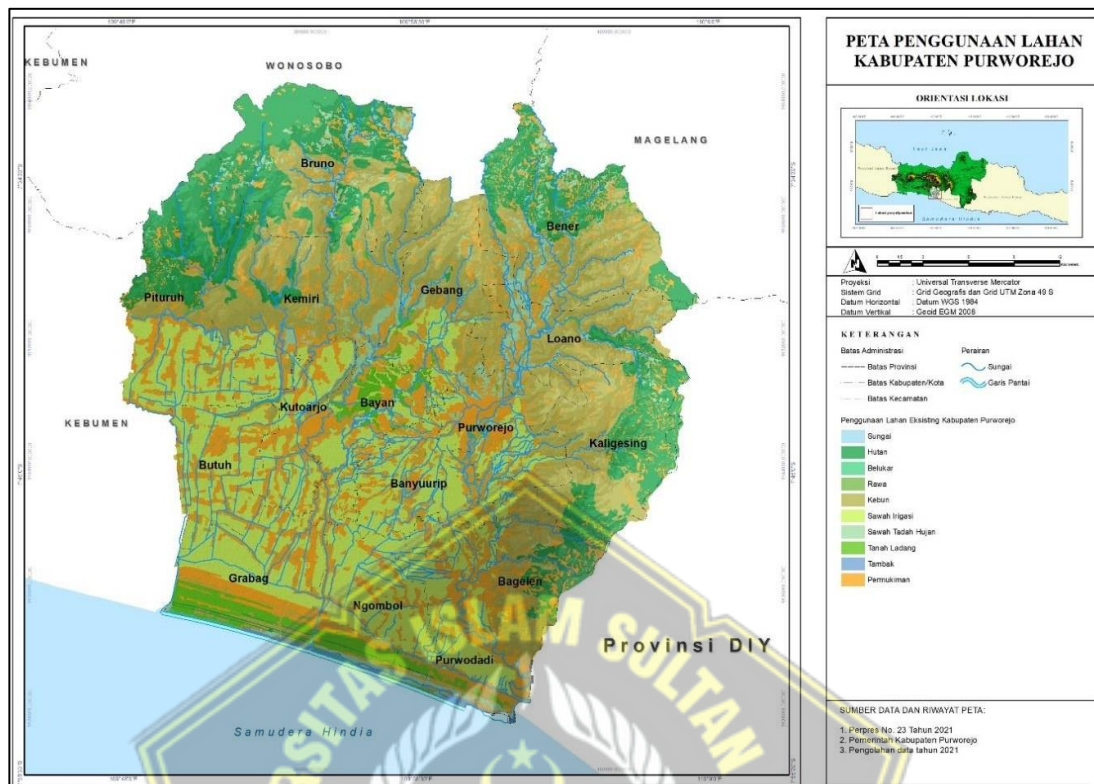 KEBUMEN
WONOSOBO
MAGELANG
Bruno
Bener
Pituruh
Kemiri
Gebang
Loano
KEBUMEN
Kutoarjo
Bayan
Purworejo
Kaligesing
Butuh
Banyuurip
Grabag
Ngombol
Bagelen
Purwodadi
Provinsi DIY
Samudera HIndia
ISLAM SULTAN
PETA PENGGUNAAN LAHAN
KABUPATEN PURWOREJO
ORIENTASI LOKASI
Samudera HIndia
Proyeksi : Universal Transverse Mercator
Sistem Grid : Grid Geografis dan Grid UTM Zona 49 S
Datum Horizontal : Datum WGS 1984
Datum Vertikal : Geoid EGM 2008
KETERANGAN
Batas Administrasi Perairan
Batas Provinsi Sungai
Batas Kabupaten/Kota Garis Pantai
Batas Kecamatan
Penggunaan Lahan Eksisting Kabupaten Purworejo
Sungai
Hutan
Belukar
Rawa
Kebun
Sawah Irigasi
Sawah Tadah Hujan
Tanah Ladang
Tambak
Permukiman
SUMBER DATA DAN RIWAYAT PETA:
1. Perpres No. 23 Tahun 2021
2. Pemerintah Kabupaten Purworejo
3. Pengolahan data tahun 2021